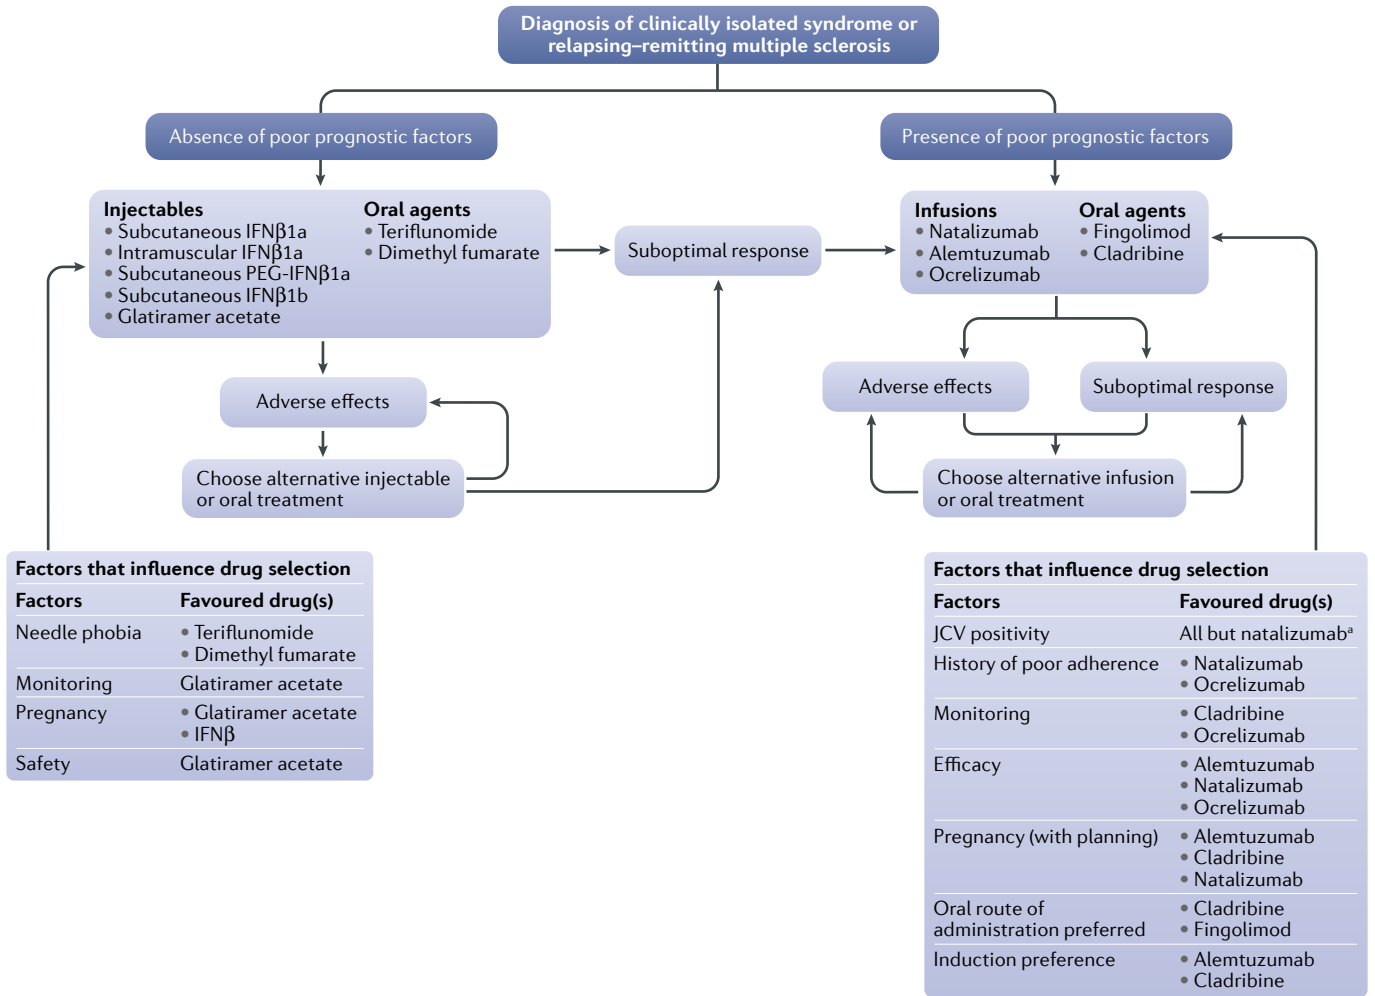 Diagnosis of clinically isolated syndrome or
relapsing–remitting multiple sclerosis
Absence of poor prognostic factors
Presence of poor prognostic factors
Injectables
• Subcutaneous IFNβ1a
• Intramuscular IFNβ1a
• Subcutaneous PEG-IFNβ1a
• Subcutaneous IFNβ1b
• Glatiramer acetate
Oral agents
• Teriflunomide
• Dimethyl fumarate
Suboptimal response
Infusions
• Natalizumab
• Alemtuzumab
• Ocrelizumab
Oral agents
• Fingolimod
• Cladribine
Adverse effects
Choose alternative injectable
or oral treatment
Adverse effects
Suboptimal response
Choose alternative infusion
or oral treatment
Factors that influence drug selection
Factors Favoured drug(s)
Needle phobia • Teriflunomide
• Dimethyl fumarate
Monitoring Glatiramer acetate
Pregnancy • Glatiramer acetate
• IFNβ
Safety Glatiramer acetate
Factors that influence drug selection
Factors Favoured drug(s)
JCV positivity All but natalizumabᵃ
History of poor adherence • Natalizumab
• Ocrelizumab
Monitoring • Cladribine
• Ocrelizumab
Efficacy • Alemtuzumab
• Natalizumab
• Ocrelizumab
Pregnancy (with planning) • Alemtuzumab
• Cladribine
• Natalizumab
Oral route of • Cladribine
administration preferred • Fingolimod
Induction preference • Alemtuzumab
• Cladribine